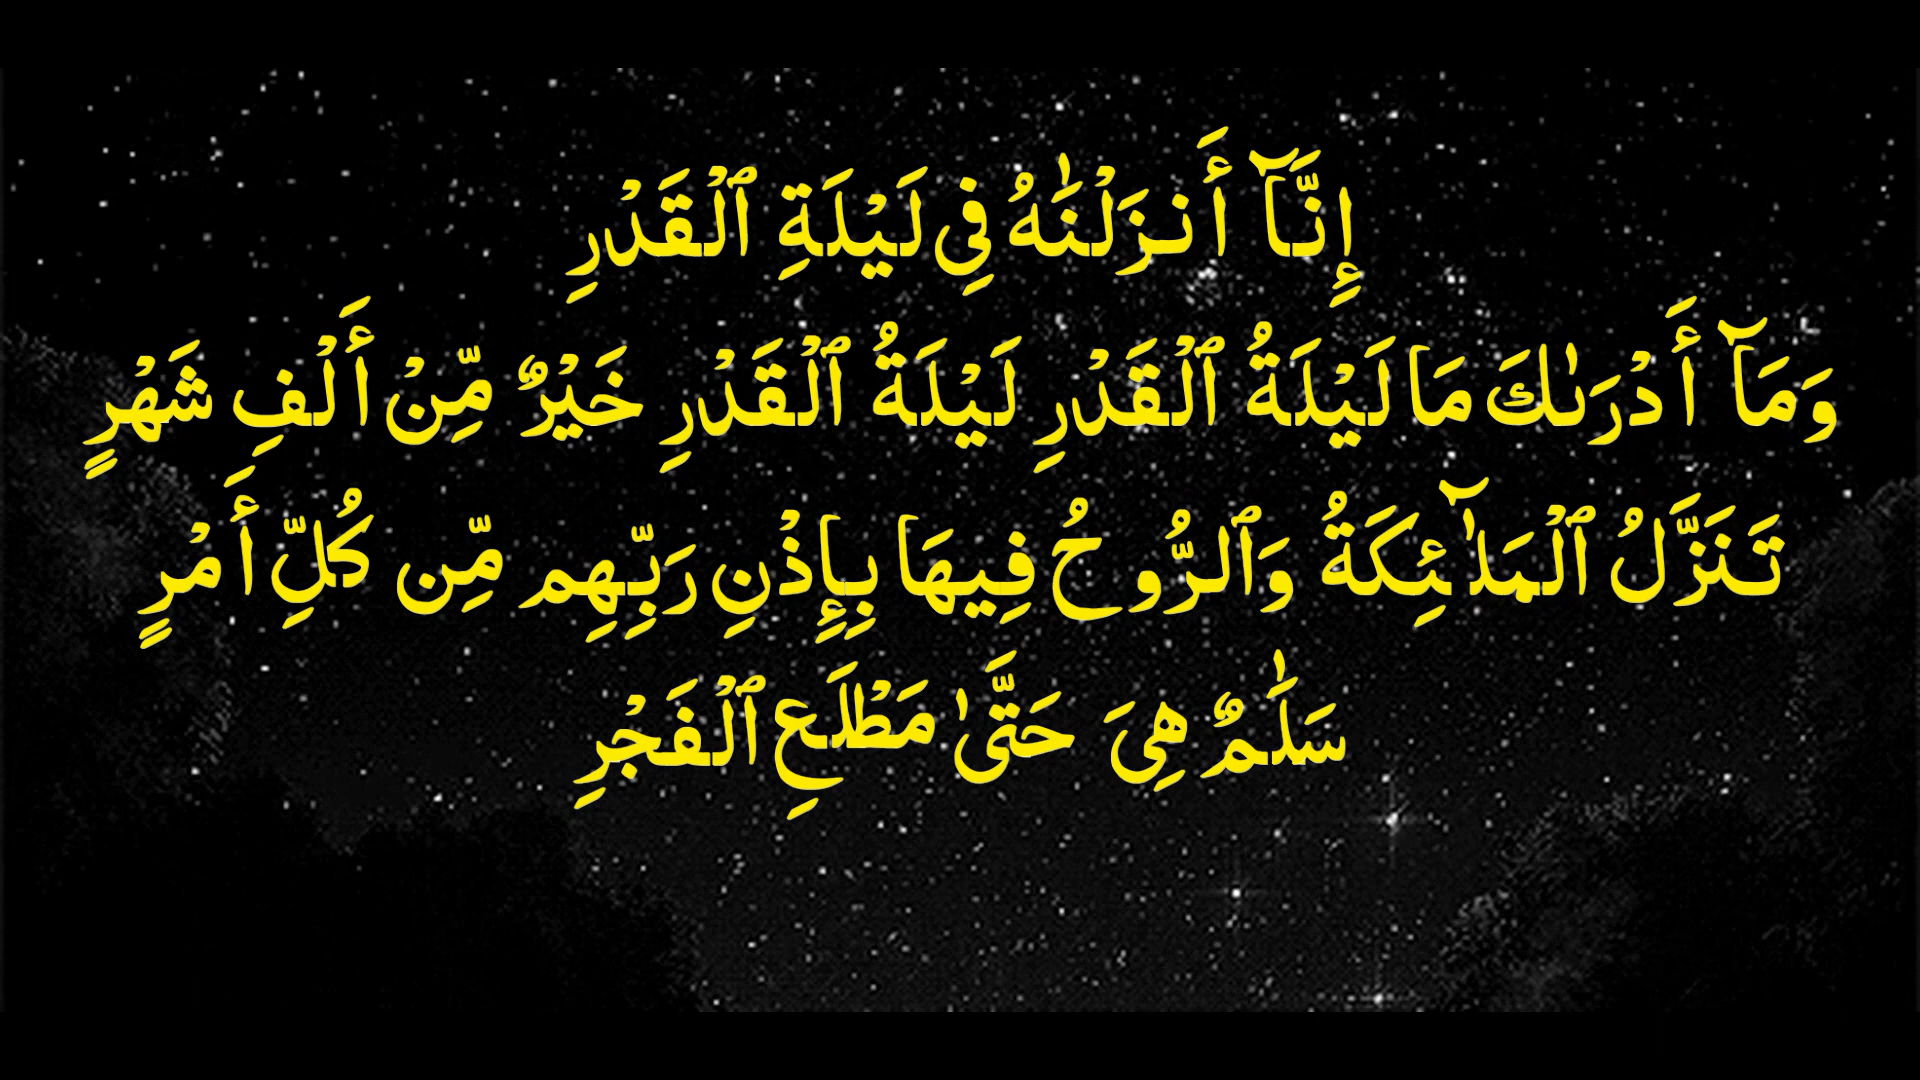 إِنَّآ أَنزَلْنَٰهُ فِى لَيْلَةِ ٱلْقَدْرِ
وَمَآ أَدْرَىٰكَ مَا لَيْلَةُ ٱلْقَدْرِ لَيْلَةُ ٱلْقَدْرِ خَيْرٌ مِّنْ أَلْفِ شَهْرٍ
تَنَزَّلُ ٱلْمَلَٰٓئِكَةُ وَٱلرُّوحُ فِيهَا بِإِذْنِ رَبِّهِم مِّن كُلِّ أَمْرٍ
سَلَٰمٌ هِىَ حَتَّىٰ مَطْلَعِ ٱلْفَجْرِ